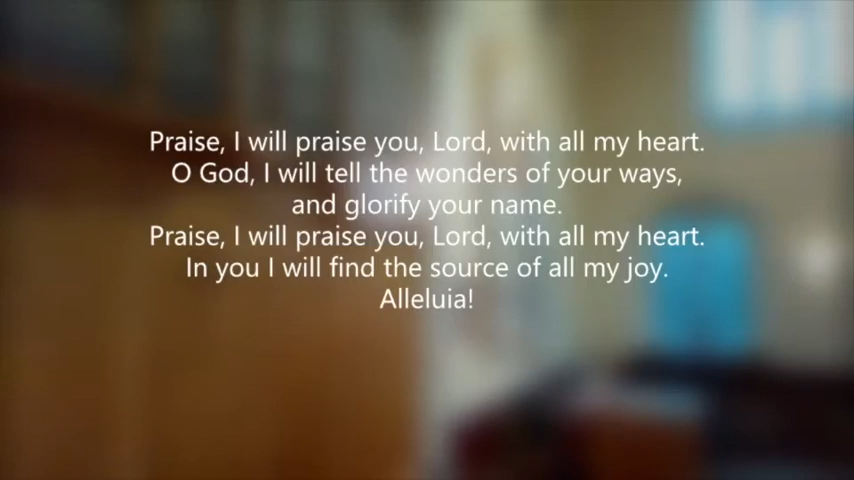 Praise, I will praise you, Lord, with all my heart.
O God, I will tell the wonders of your ways,
and glorify your name.
Praise, I will praise you, Lord, with all my heart.
In you I will find the source of all my joy.
Alleluia!